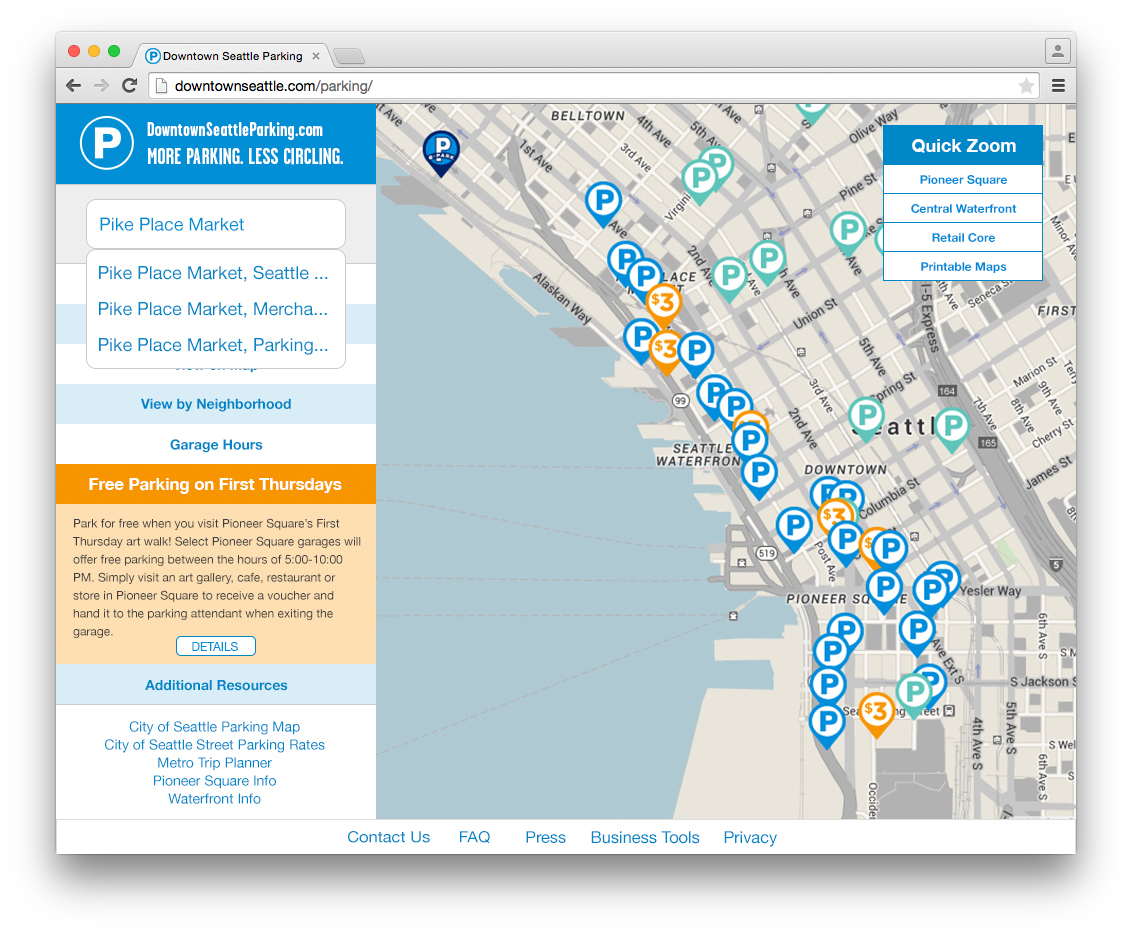 Downtown Seattle Parking
downtownseattle.com/parking/
P
DowntownSeattleParking.com
MORE PARKING. LESS CIRCLING.
Pike Place Market
Pike Place Market, Seattle ...
Pike Place Market, Mercha...
Pike Place Market, Parking...
View by Neighborhood
Garage Hours
Free Parking on First Thursdays
Park for free when you visit Pioneer Square's First
Thursday art walk! Select Pioneer Square garages will
offer free parking between the hours of 5:00-10:00
PM. Simply visit an art gallery, cafe, restaurant or
store in Pioneer Square to receive a voucher and
hand it to the parking attendant when exiting the
garage.
DETAILS
Additional Resources
City of Seattle Parking Map
City of Seattle Street Parking Rates
Metro Trip Planner
Pioneer Square Info
Waterfront Info
Quick Zoom
Pioneer Square
Central Waterfront
Retail Core
Printable Maps
BELLTOWN
1st Ave
3rd Ave
4th Ave
5th Ave
Olive Way
Pine St
Union St
Alaskan Way
99
SEATTLE
WATERFRONT
DOWNTOWN
2nd Ave
3rd Ave
5th Ave
Spring St
Columbia St
I-5 Express
FIRST
Marion St
Cherry St
James St
7th Ave
8th Ave
9th Ave
164
165
519
5
Post Ave
PIONEER SQUARE
Yesler Way
6th Ave S
S Jackson S
4th Ave S
5th Ave S
6th Ave S
$3
$3
$3
$3
Contact Us
FAQ
Press
Business Tools
Privacy